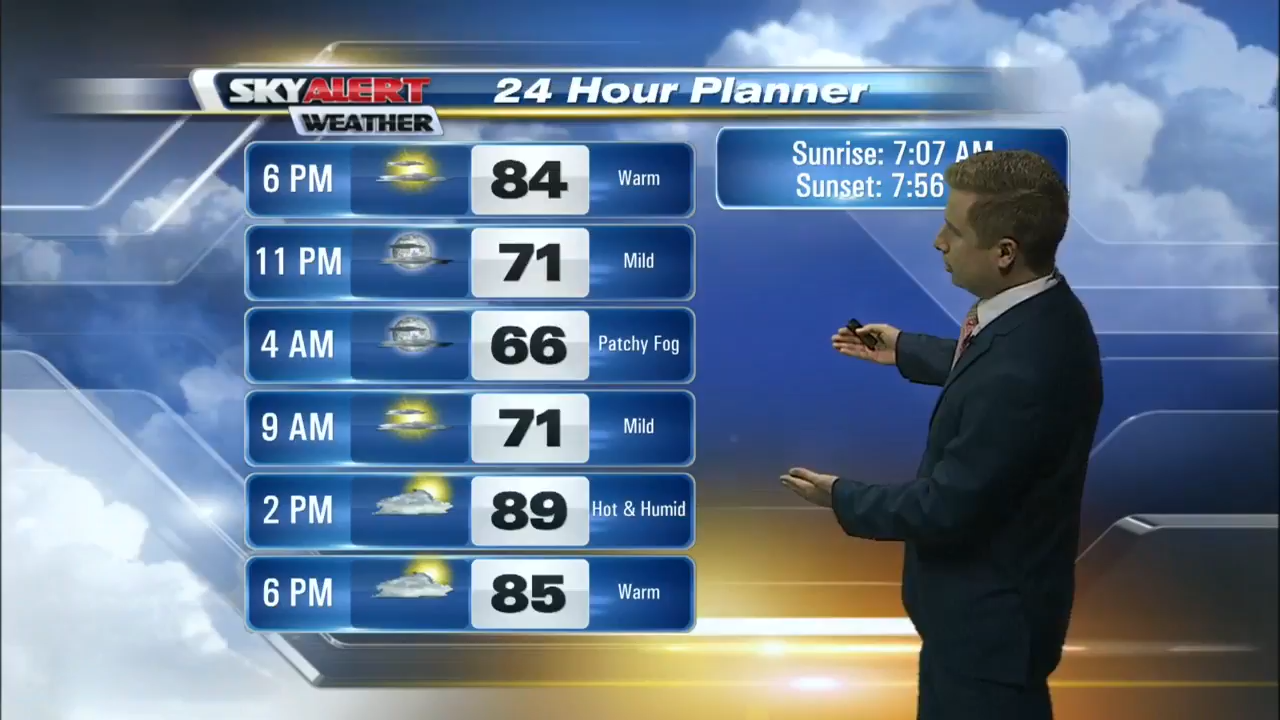 SKYALERT
WEATHER
24 Hour Planner
Sunrise: 7:07 AM
Sunset: 7:56
6 PM 84 Warm
11 PM 71 Mild
4 AM 66 Patchy Fog
9 AM 71 Mild
2 PM 89 Hot & Humid
6 PM 85 Warm